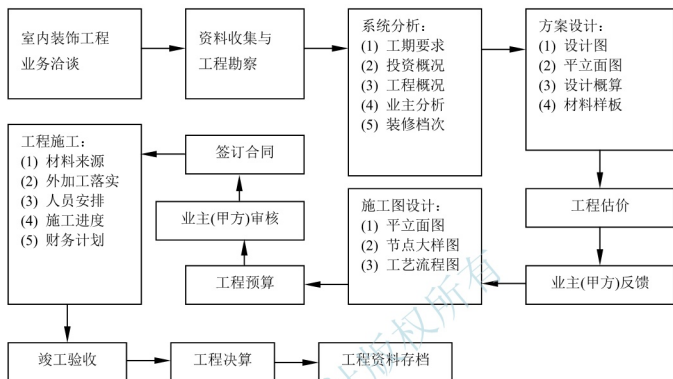 室内装饰工程
业务洽谈
资料收集与
工程勘察
系统分析：
(1) 工期要求
(2) 投资概况
(3) 工程概况
(4) 业主分析
(5) 装修档次
方案设计：
(1) 设计图
(2) 平立面图
(3) 设计概算
(4) 材料样板
工程估价
业主(甲方)反馈
施工图设计：
(1) 平立面图
(2) 节点大样图
(3) 工艺流程图
工程预算
业主(甲方)审核
签订合同
工程施工：
(1) 材料来源
(2) 外加工落实
(3) 人员安排
(4) 施工进度
(5) 财务计划
竣工验收
工程决算
工程资料存档
版权所有